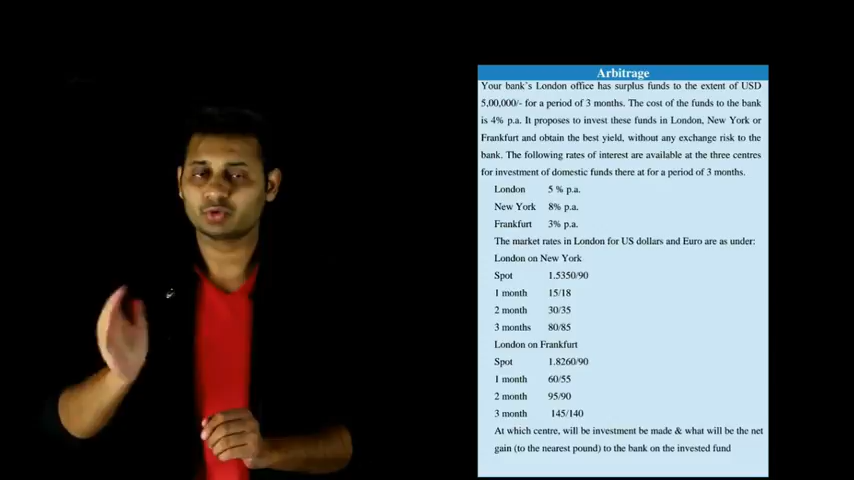 Arbitrage
Your bank's London office has surplus funds to the extent of USD
5,00,000/- for a period of 3 months. The cost of the funds to the bank
is 4% p.a. It proposes to invest these funds in London, New York or
Frankfurt and obtain the best yield, without any exchange risk to the
bank. The following rates of interest are available at the three centres
for investment of domestic funds there at for a period of 3 months.
London 5 % p.a.
New York 8% p.a.
Frankfurt 3% p.a.
The market rates in London for US dollars and Euro are as under:
London on New York
Spot 1.5350/90
1 month 15/18
2 month 30/35
3 months 80/85
London on Frankfurt
Spot 1.8260/90
1 month 60/55
2 month 95/90
3 month 145/140
At which centre, will be investment be made & what will be the net
gain (to the nearest pound) to the bank on the invested fund